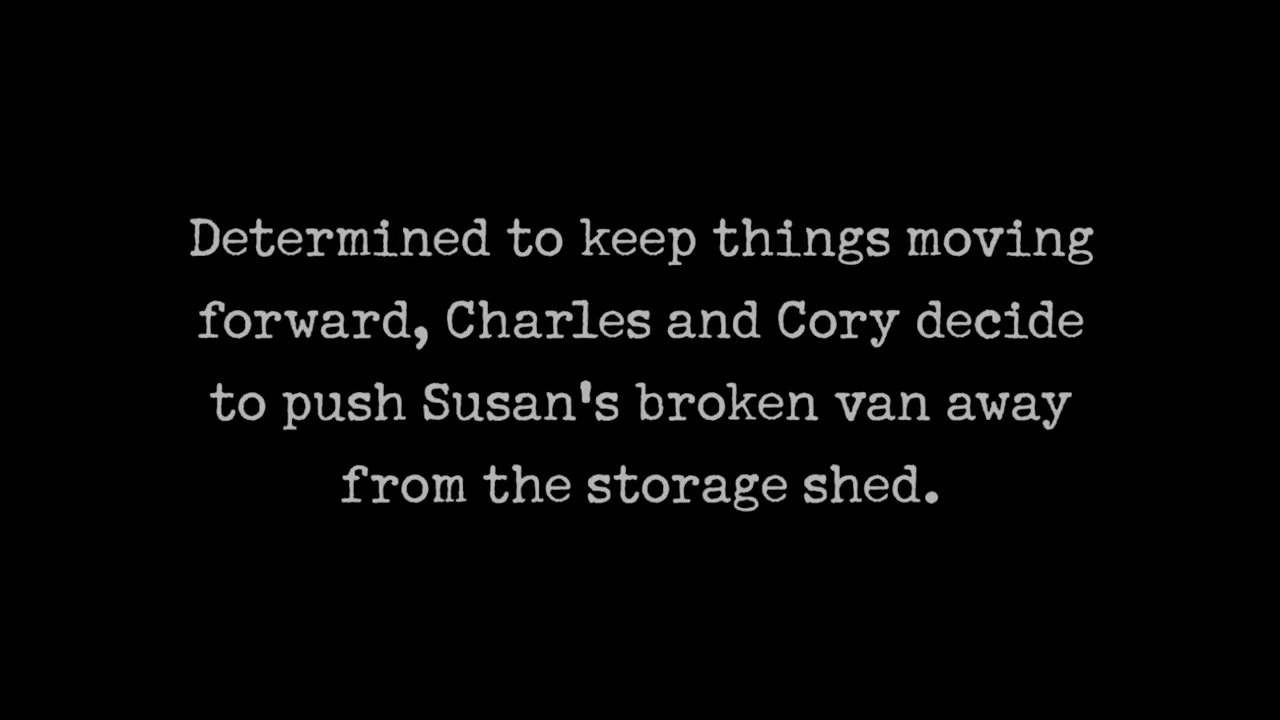 Determined to keep things moving
forward, Charles and Cory decide
to push Susan's broken van away
from the storage shed.